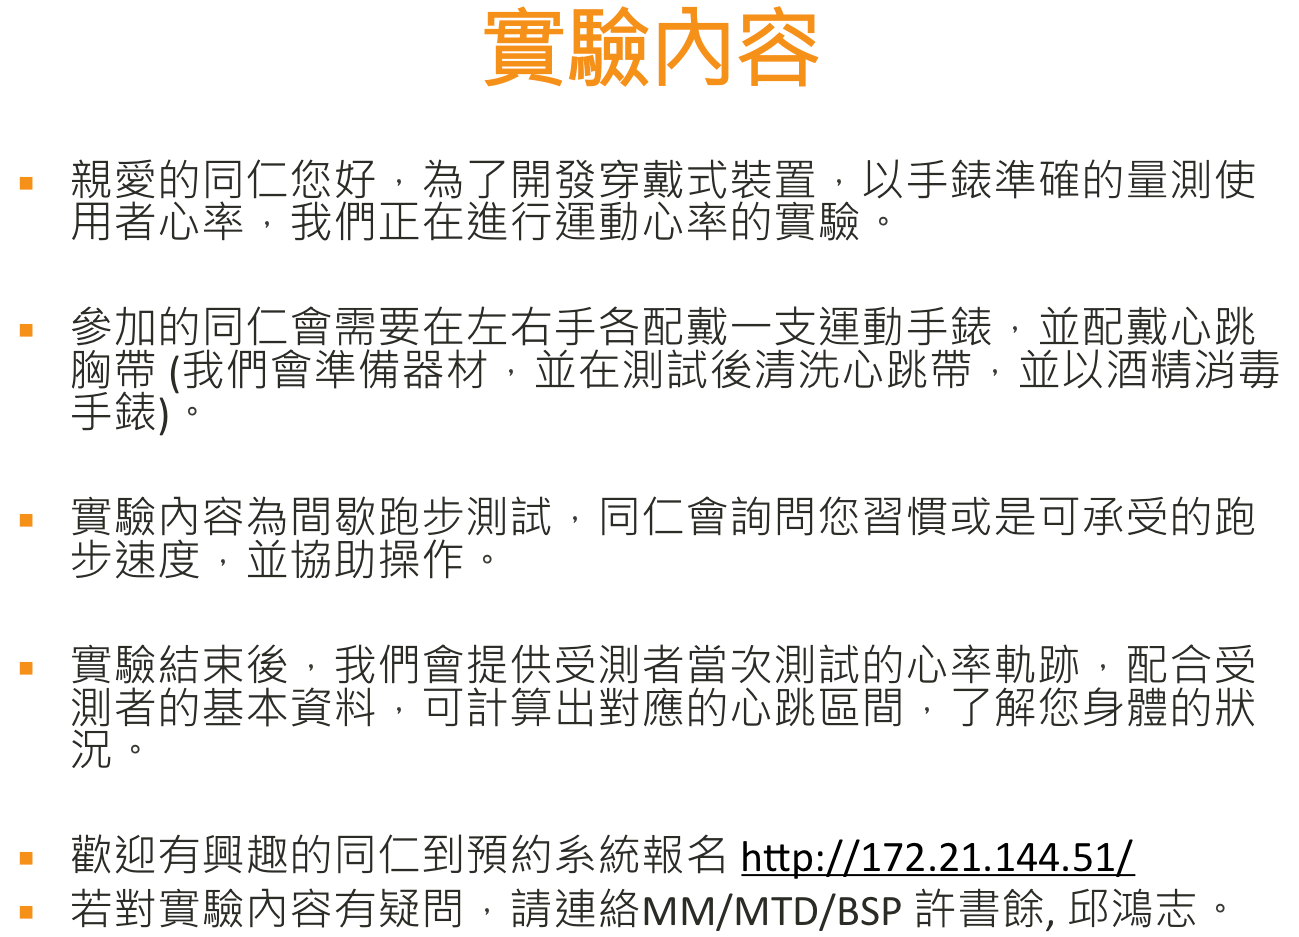 實驗內容
親愛的同仁您好，為了開發穿戴式裝置，以手錶準確的量測使
用者心率，我們正在進行運動心率的實驗。
參加的同仁會需要在左右手各配戴一支運動手錶，並配戴心跳
胸帶 (我們會準備器材，並在測試後清洗心跳帶，並以酒精消毒
手錶)。
實驗內容為間歇跑步測試，同仁會詢問您習慣或是可承受的跑
步速度，並協助操作。
實驗結束後，我們會提供受測者當次測試的心率軌跡，配合受
測者的基本資料，可計算出對應的心跳區間，了解您身體的狀
況。
歡迎有興趣的同仁到預約系統報名 http://172.21.144.51/
若對實驗內容有疑問，請連絡MM/MTD/BSP 許書餘, 邱鴻志。